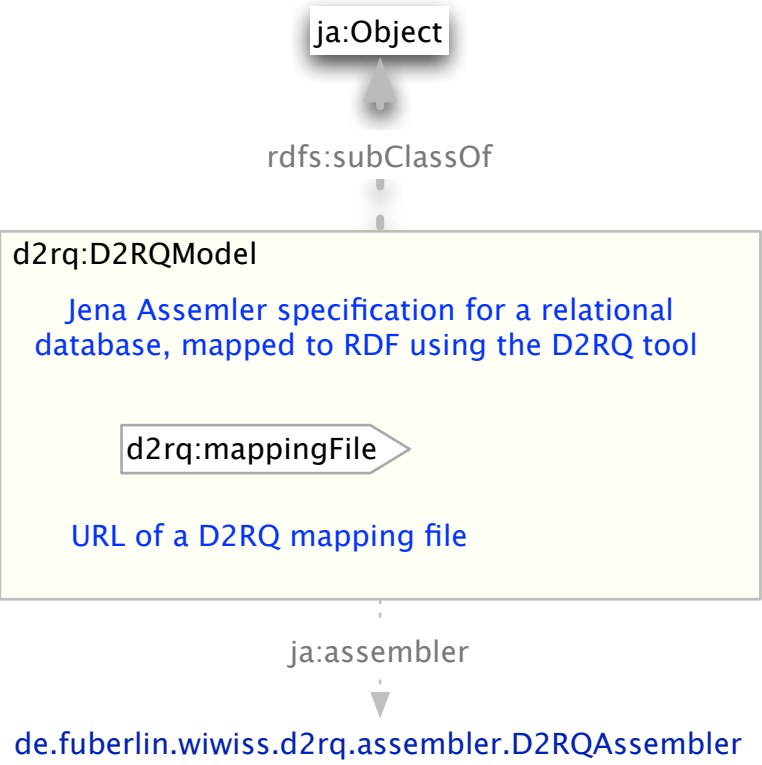 ja:Object
rdfs:subClassOf
d2rq:D2RQModel
Jena Assemler specification for a relational
database, mapped to RDF using the D2RQ tool
d2rq:mappingFile
URL of a D2RQ mapping file
ja:assembler
de.fuberlin.wiwiss.d2rq.assembler.D2RQAssembler